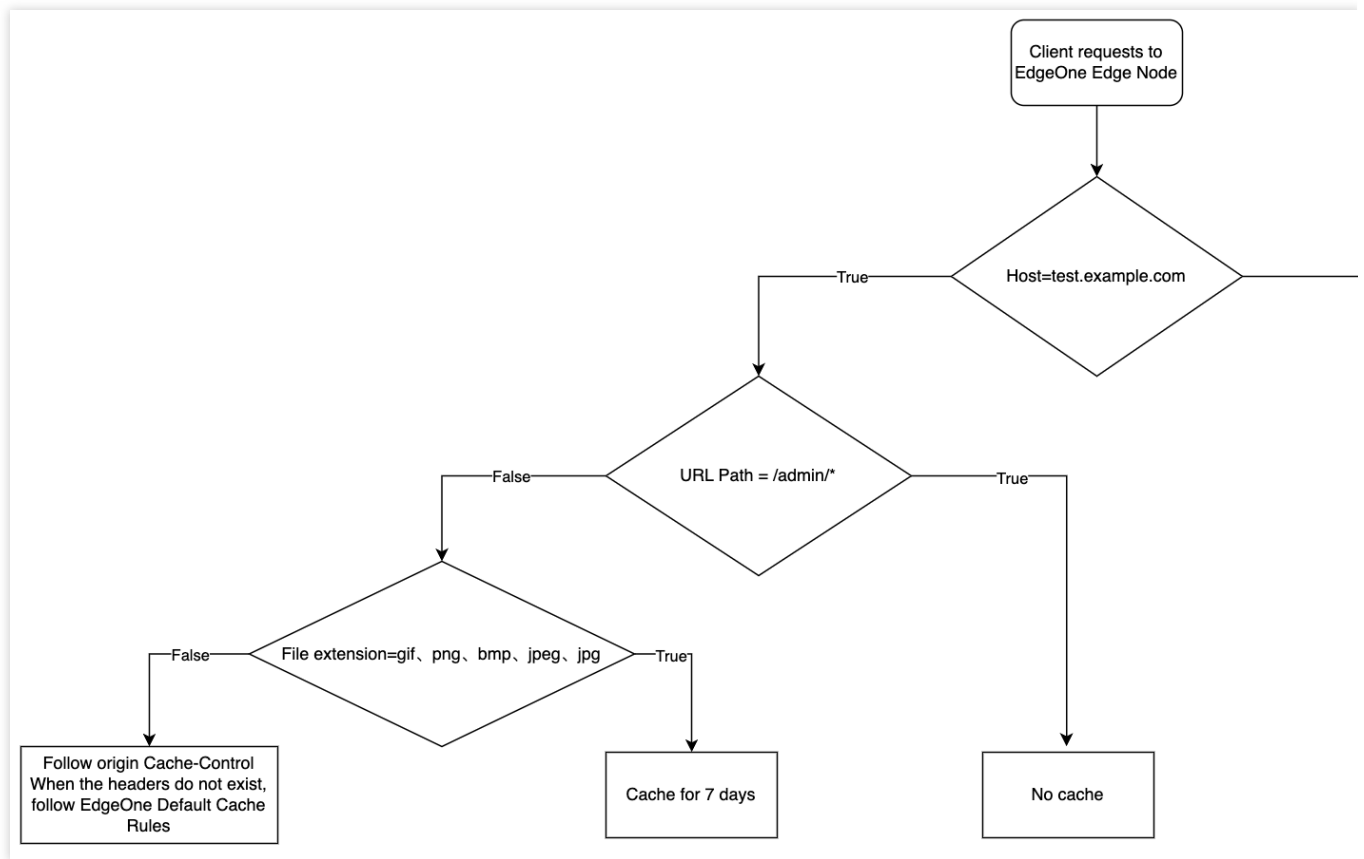 Client requests to
EdgeOne Edge Node
Host=test.example.com
True
URL Path = /admin/*
False
True
File extension=gif、png、bmp、jpeg、jpg
False
True
Follow origin Cache-Control
When the headers do not exist,
follow EdgeOne Default Cache
Rules
Cache for 7 days
No cache